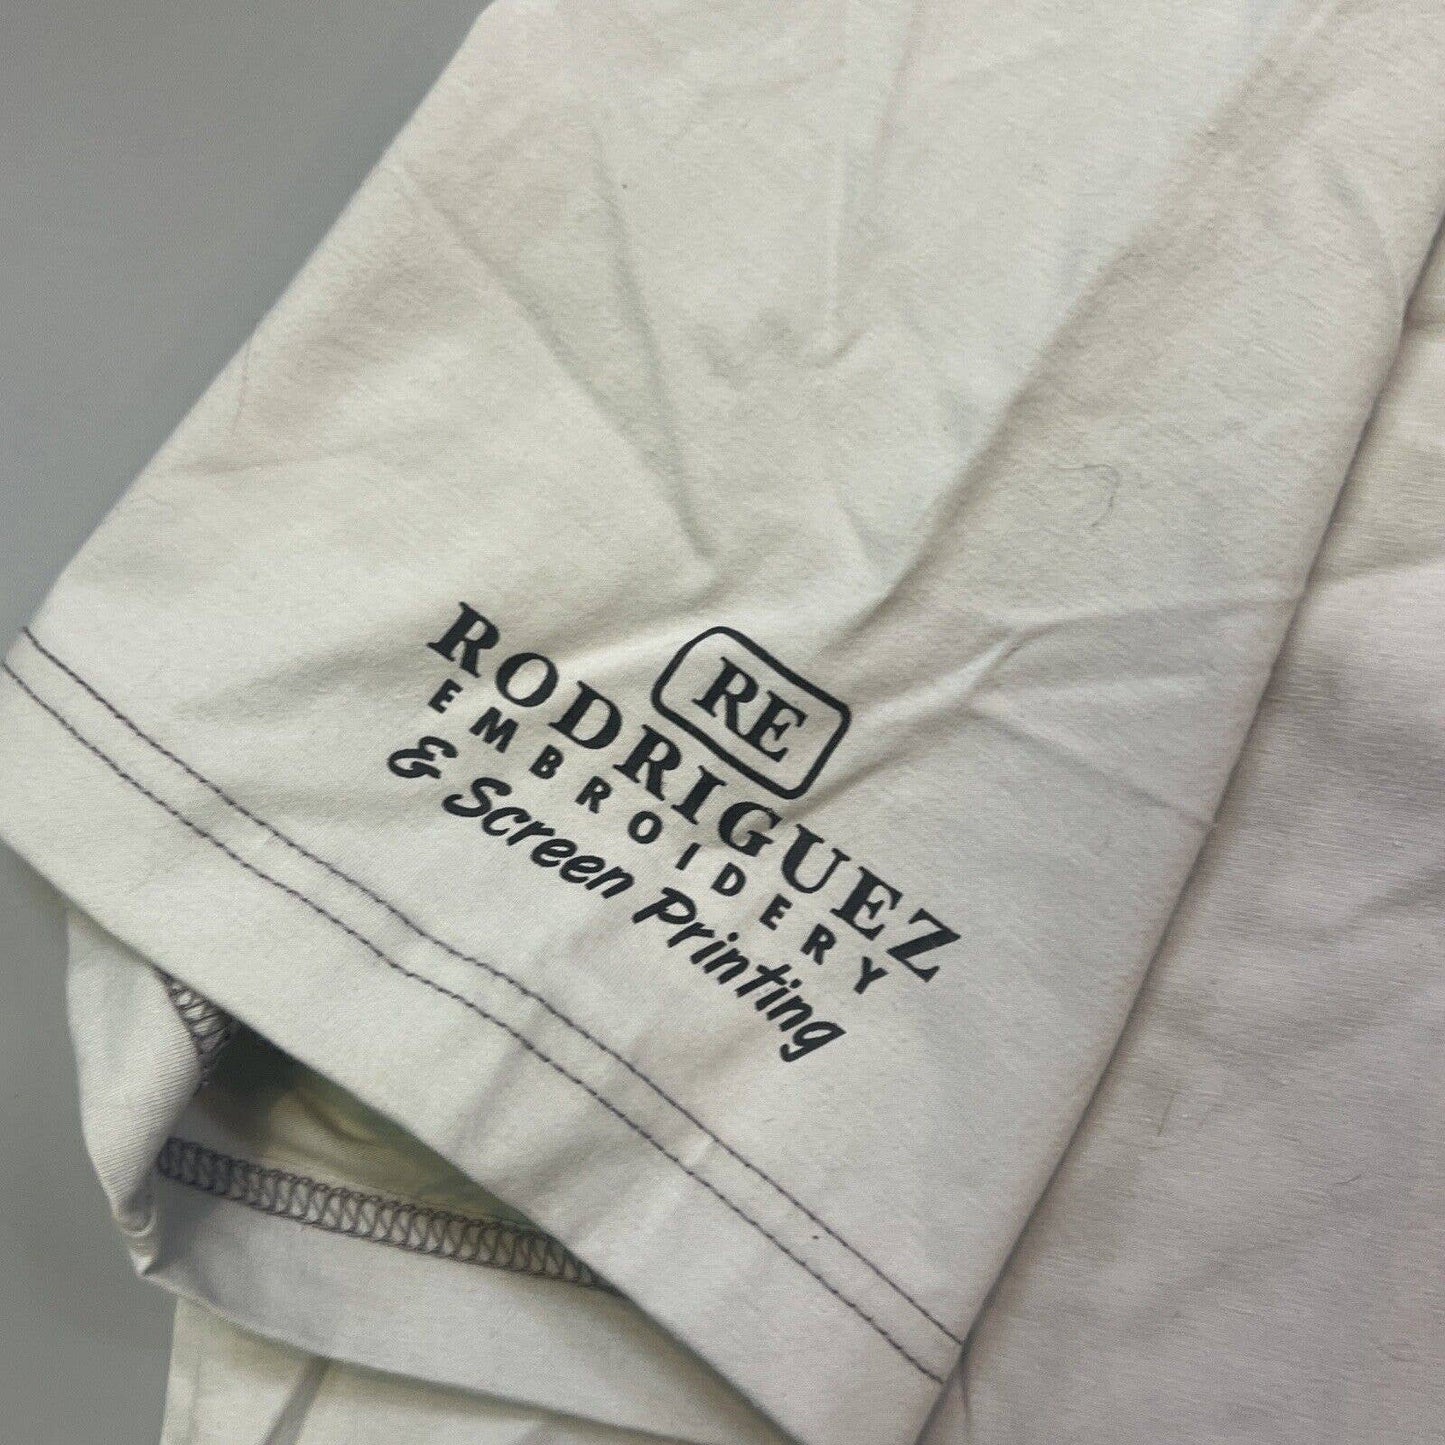 RE
RODRIGUEZ
EMBROIDERY
& Screen Printing